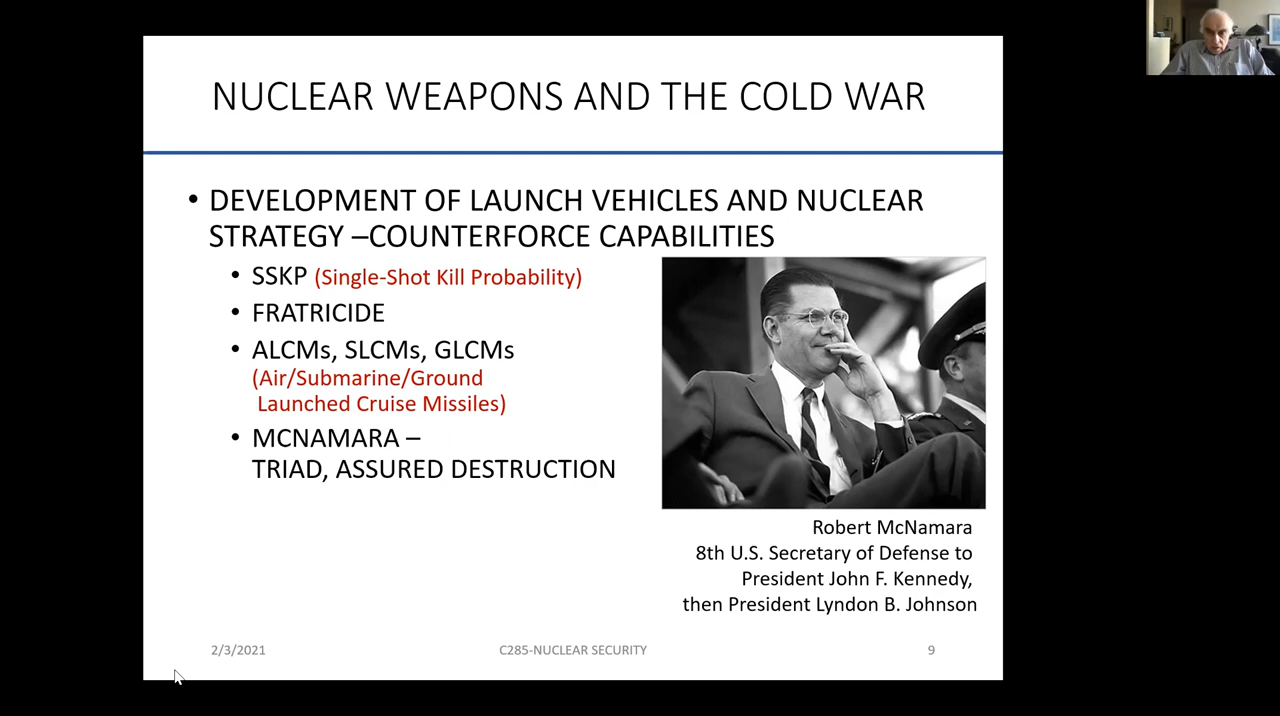 NUCLEAR WEAPONS AND THE COLD WAR
• DEVELOPMENT OF LAUNCH VEHICLES AND NUCLEAR
STRATEGY –COUNTERFORCE CAPABILITIES
• SSKP (Single-Shot Kill Probability)
• FRATRICIDE
• ALCMs, SLCMs, GLCMs
(Air/Submarine/Ground
Launched Cruise Missiles)
• MCNAMARA –
TRIAD, ASSURED DESTRUCTION
Robert McNamara
8th U.S. Secretary of Defense to
President John F. Kennedy,
then President Lyndon B. Johnson
2/3/2021
C285-NUCLEAR SECURITY
9